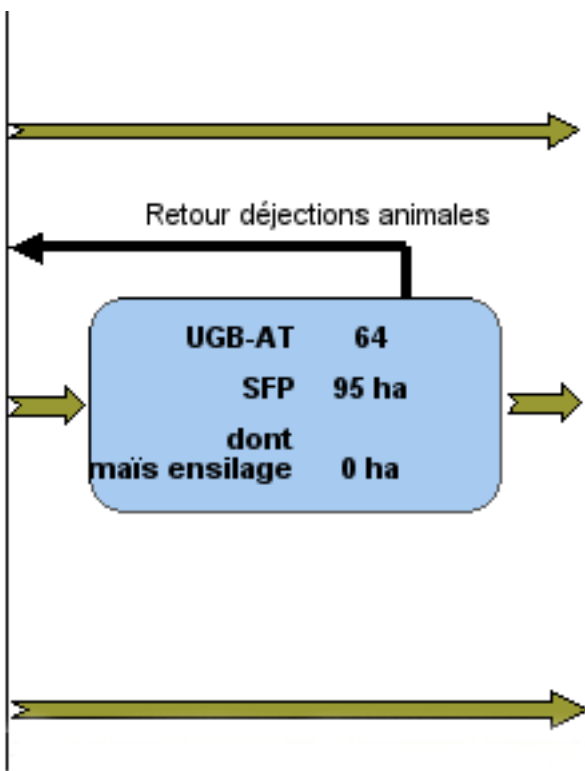 Retour déjections animales
UGB-AT 64
SFP 95 ha
dont
maïs ensilage 0 ha